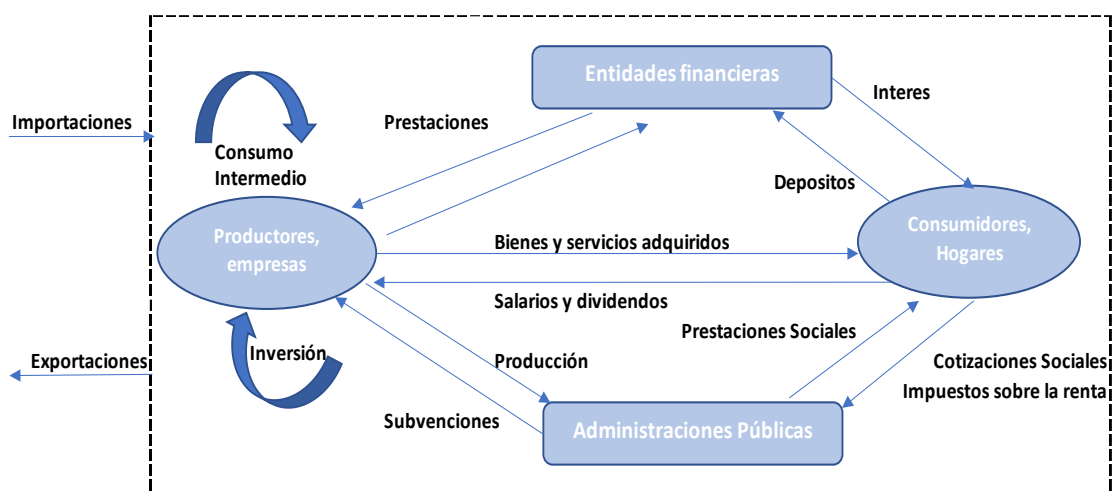 Entidades financieras
Interes
Importaciones
Prestaciones
Consumo
Intermedio
Depositos
Productores,
empresas
Bienes y servicios adquiridos
Consumidores,
Hogares
Salarios y dividendos
Prestaciones Sociales
Exportaciones
Inversión
Producción
Cotizaciones Sociales
Impuestos sobre la renta
Subvenciones
Administraciones Públicas